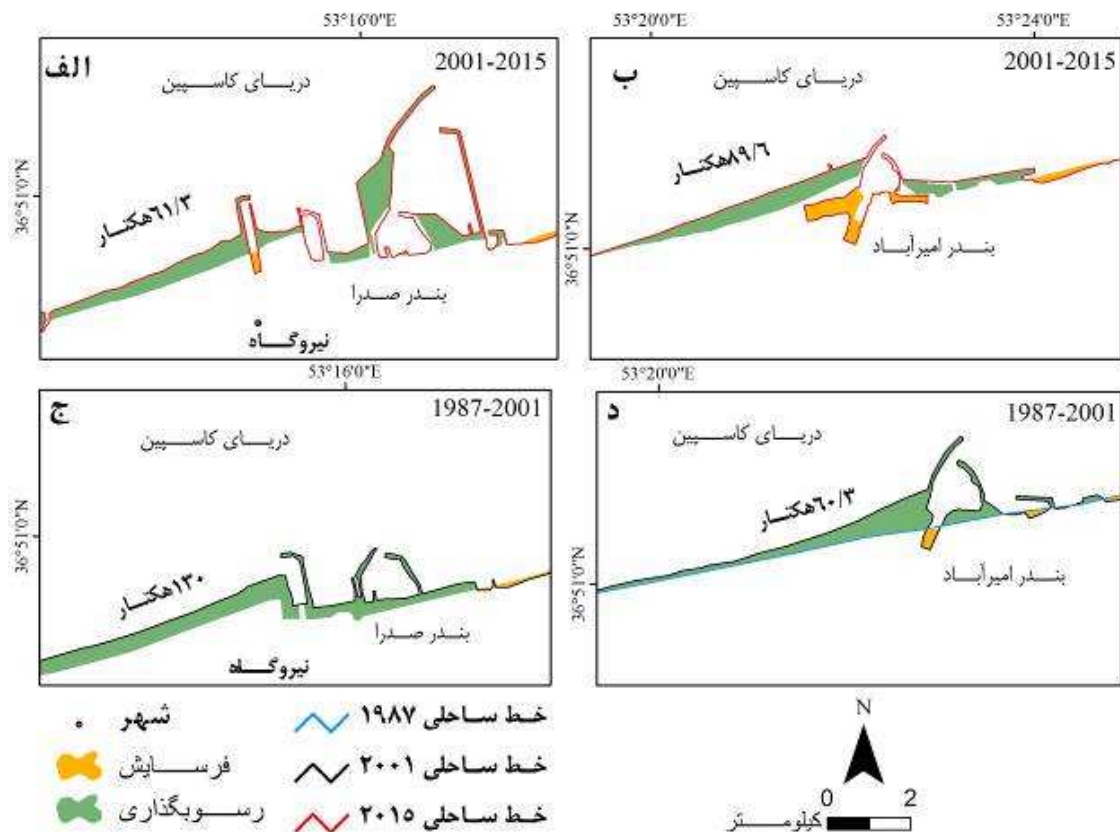 53°16'0"E
53°20'0"E
53°24'0"E
الف
2001-2015
دریای کاسپین
36°51'0"N
۶۱/۳هکتار
بندر صدرا
نیروگاه
ب
2001-2015
دریای کاسپین
36°51'0"N
۸۹/۶هکتار
بندر امیرآباد
53°16'0"E
53°20'0"E
ج
1987-2001
دریای کاسپین
36°51'0"N
۱۳۰هکتار
بندر صدرا
نیروگاه
د
1987-2001
دریای کاسپین
36°51'0"N
۶۰/۳هکتار
بندر امیرآباد
شهر
فرسایش
رسوبگذاری
خط ساحلی ۱۹۸۷
خط ساحلی ۲۰۰۱
خط ساحلی ۲۰۱۵
N
0 2
کیلومتر